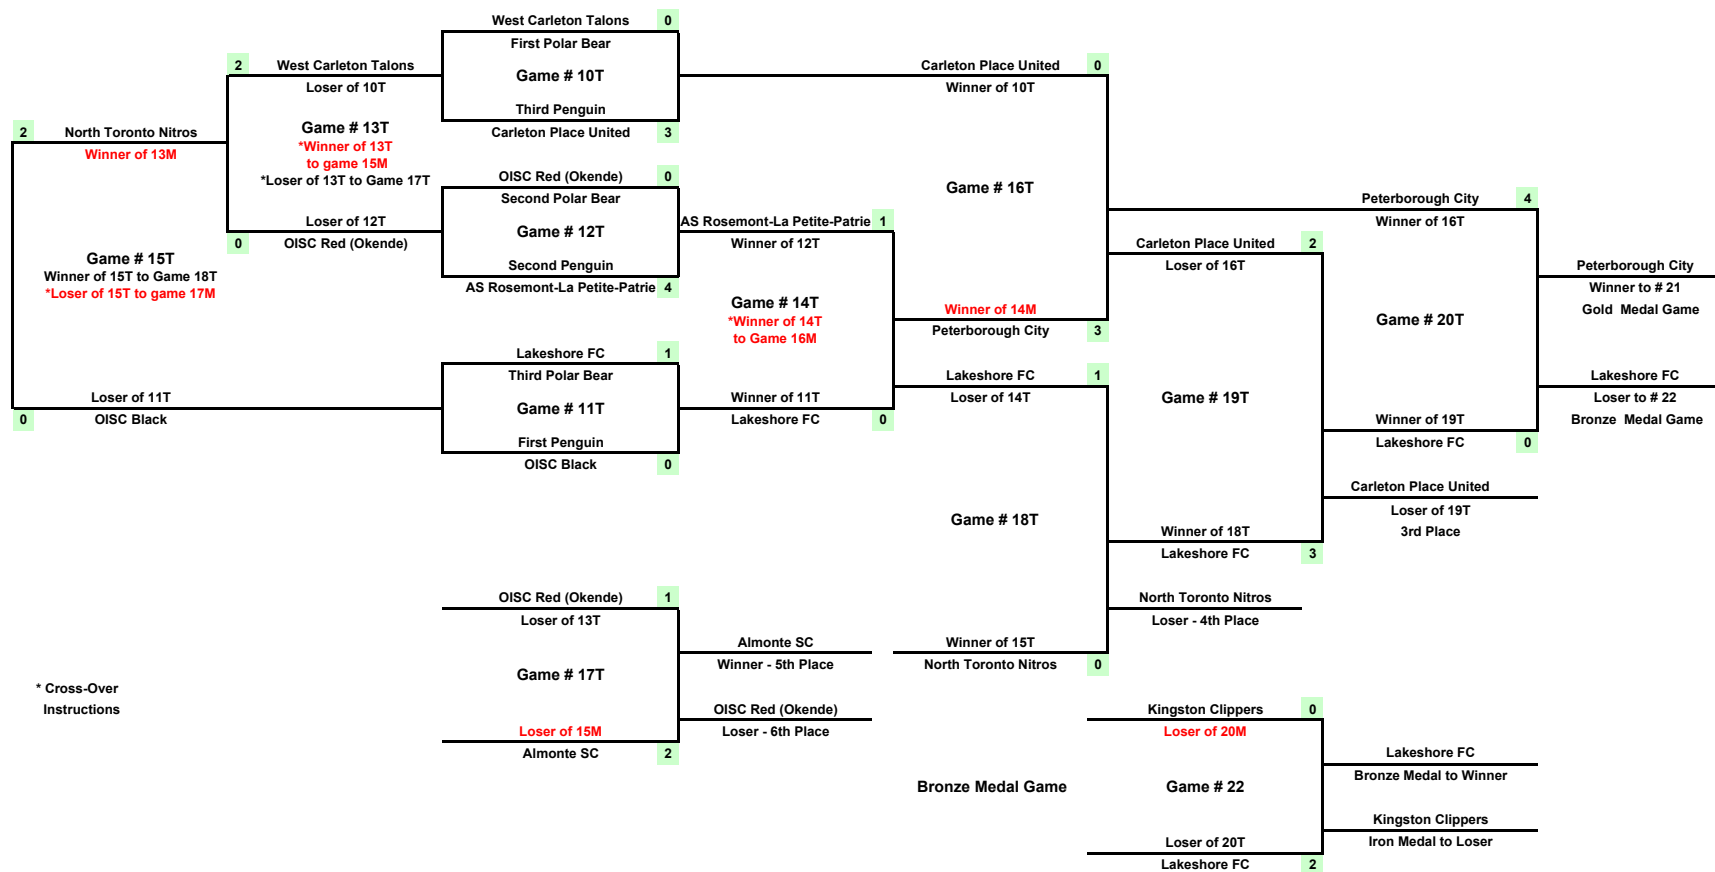 West Carleton Talons 0
First Polar Bear
2 West Carleton Talons
Game # 10T
Carleton Place United 0
Loser of 10T
Winner of 10T
Third Penguin
2 North Toronto Nitros
Game # 13T
Carleton Place United 3
Winner of 13M
*Winner of 13T
to game 15M
*Loser of 13T to Game 17T
OISC Red (Okende) 0
Game # 16T
Second Polar Bear
Peterborough City 4
Loser of 12T
AS Rosemont-La Petite-Patrie 1
Winner of 16T
Game # 12T
0 OISC Red (Okende)
Winner of 12T
Carleton Place United 2
Game # 15T
Second Penguin
Loser of 16T
Peterborough City
Winner of 15T to Game 18T
AS Rosemont-La Petite-Patrie 4
Winner to # 21
*Loser of 15T to game 17M
Game # 14T
Winner of 14M
Gold Medal Game
*Winner of 14T
to Game 16M
Peterborough City 3
Game # 20T
Lakeshore FC 1
Third Polar Bear
Lakeshore FC 1
Lakeshore FC
Loser of 11T
Winner of 11T
Loser of 14T
Game # 19T
Loser to # 22
Game # 11T
0 OISC Black
Lakeshore FC 0
Winner of 19T
Bronze Medal Game
First Penguin
Lakeshore FC 0
OISC Black 0
Carleton Place United
Loser of 19T
Game # 18T
Winner of 18T
3rd Place
Lakeshore FC 3
OISC Red (Okende) 1
North Toronto Nitros
Loser of 13T
Loser - 4th Place
Almonte SC
Winner of 15T
Winner - 5th Place
North Toronto Nitros 0
Game # 17T
* Cross-Over
Instructions
OISC Red (Okende)
Kingston Clippers 0
Loser of 15M
Loser - 6th Place
Loser of 20M
Almonte SC 2
Lakeshore FC
Bronze Medal to Winner
Bronze Medal Game
Game # 22
Kingston Clippers
Loser of 20T
Iron Medal to Loser
Lakeshore FC 2